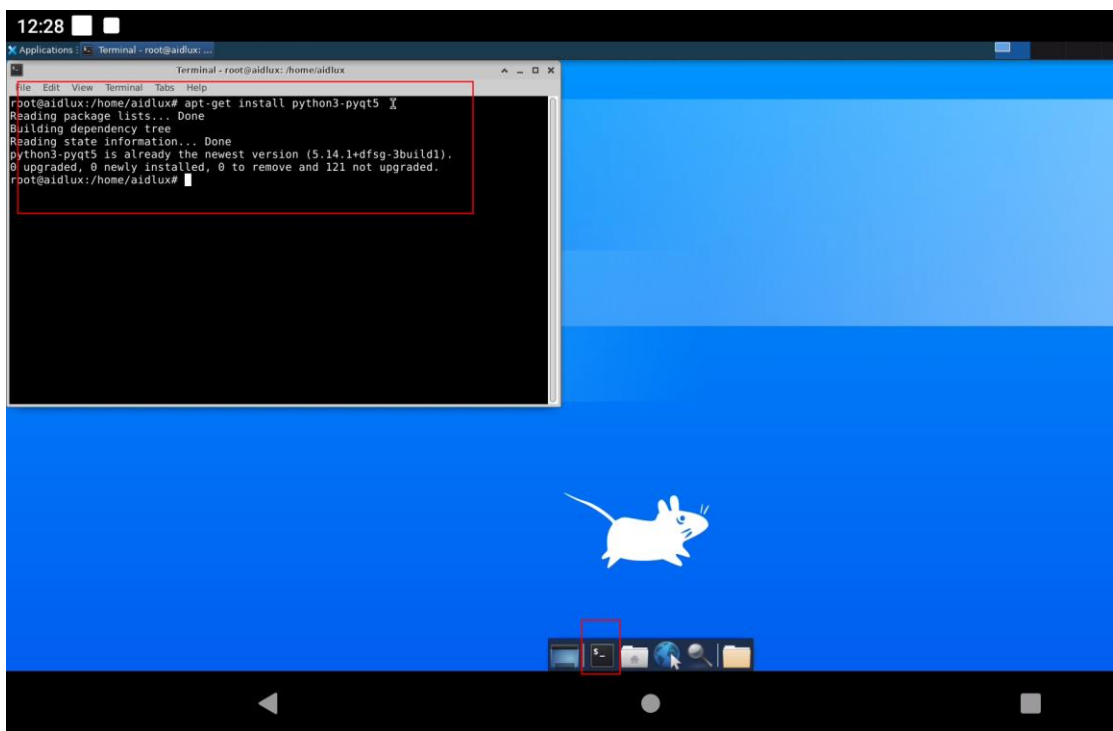 12:28
Applications
Terminal - root@aidlux: ...
Terminal - root@aidlux: /home/aidlux
File Edit View Terminal Tabs Help
root@aidlux:/home/aidlux# apt-get install python3-pyqt5
Reading package lists... Done
Building dependency tree
Reading state information... Done
python3-pyqt5 is already the newest version (5.14.1+dfsg-3build1).
0 upgraded, 0 newly installed, 0 to remove and 121 not upgraded.
root@aidlux:/home/aidlux#
$_